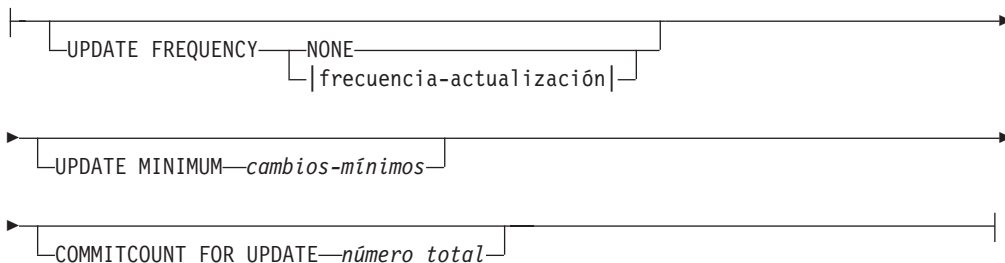 UPDATE FREQUENCY NONE
frecuencia-actualización
UPDATE MINIMUM cambios-mínimos
COMMITCOUNT FOR UPDATE número total